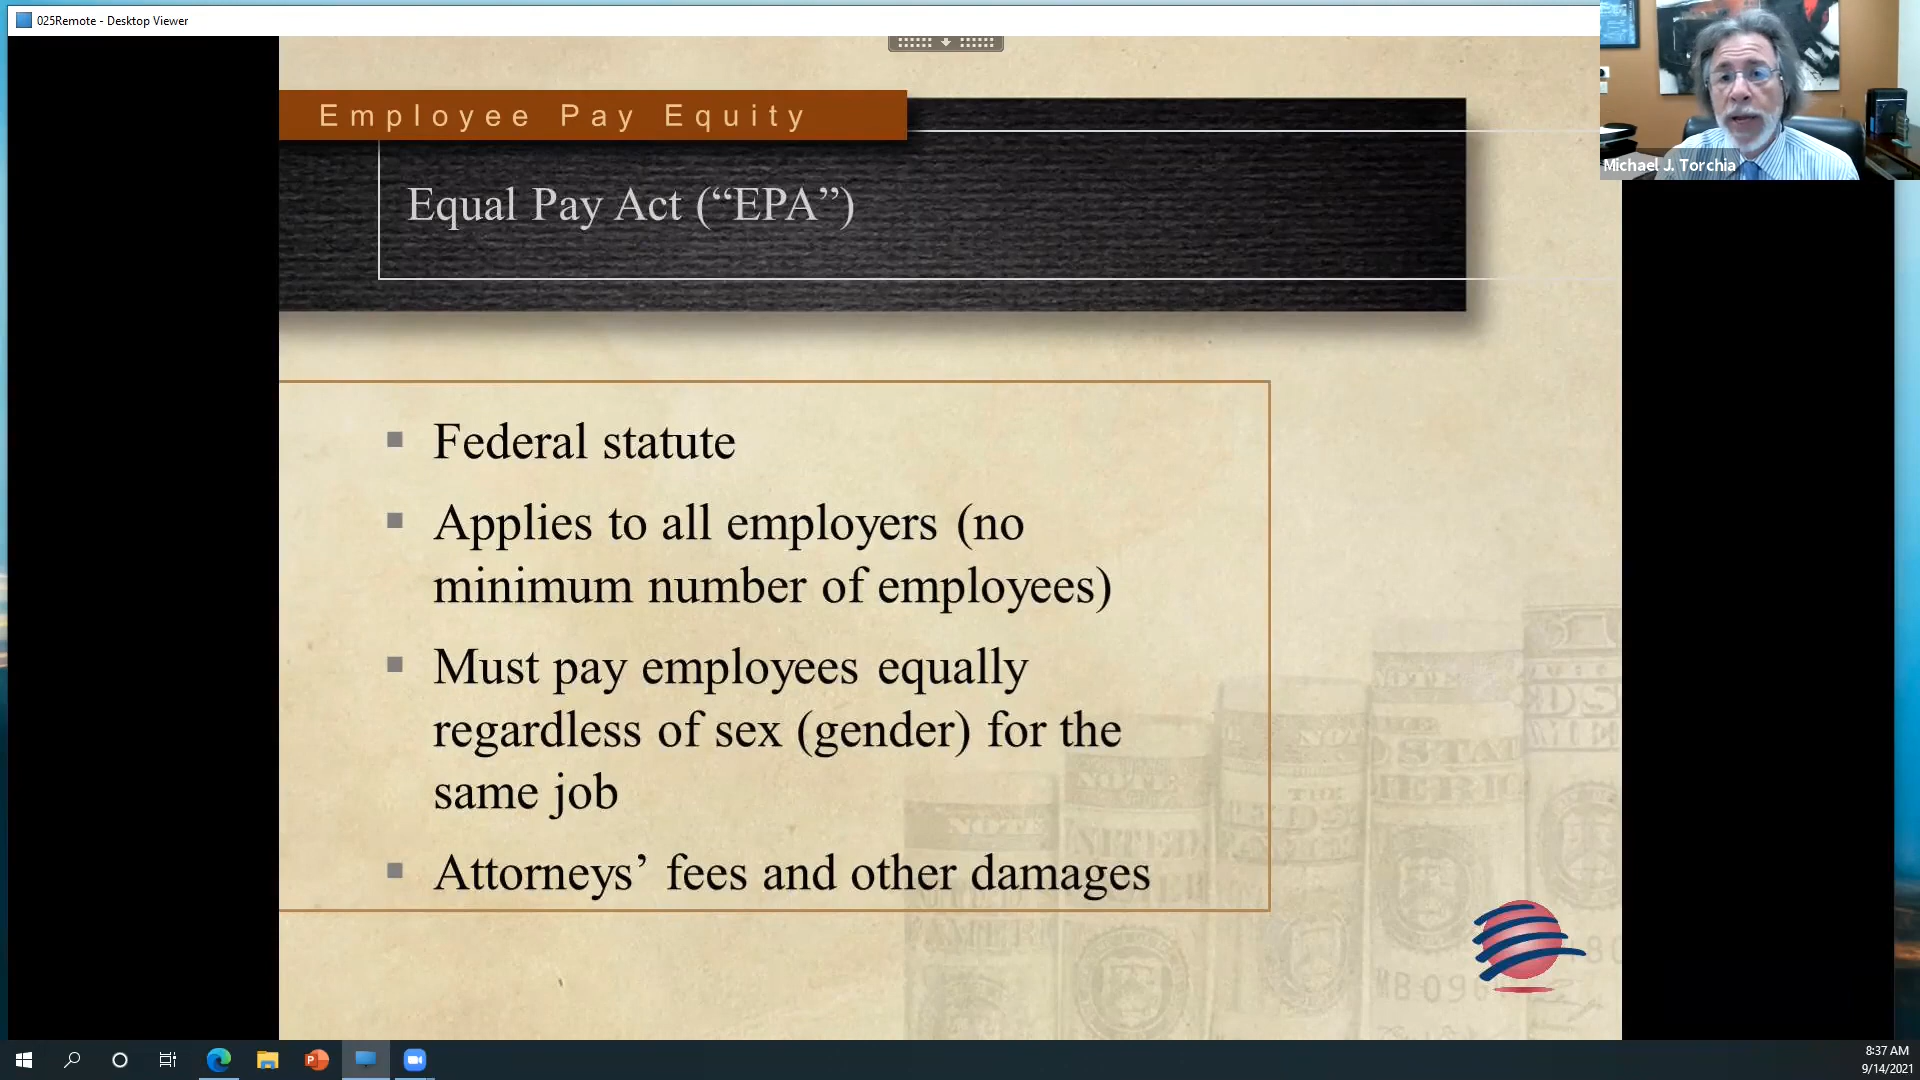 025Remote - Desktop Viewer
Employee Pay Equity
Equal Pay Act (“EPA”)
Michael J. Torchia
▪ Federal statute
▪ Applies to all employers (no
minimum number of employees)
▪ Must pay employees equally
regardless of sex (gender) for the
same job
▪ Attorneys’ fees and other damages
8:37 AM
9/14/2021